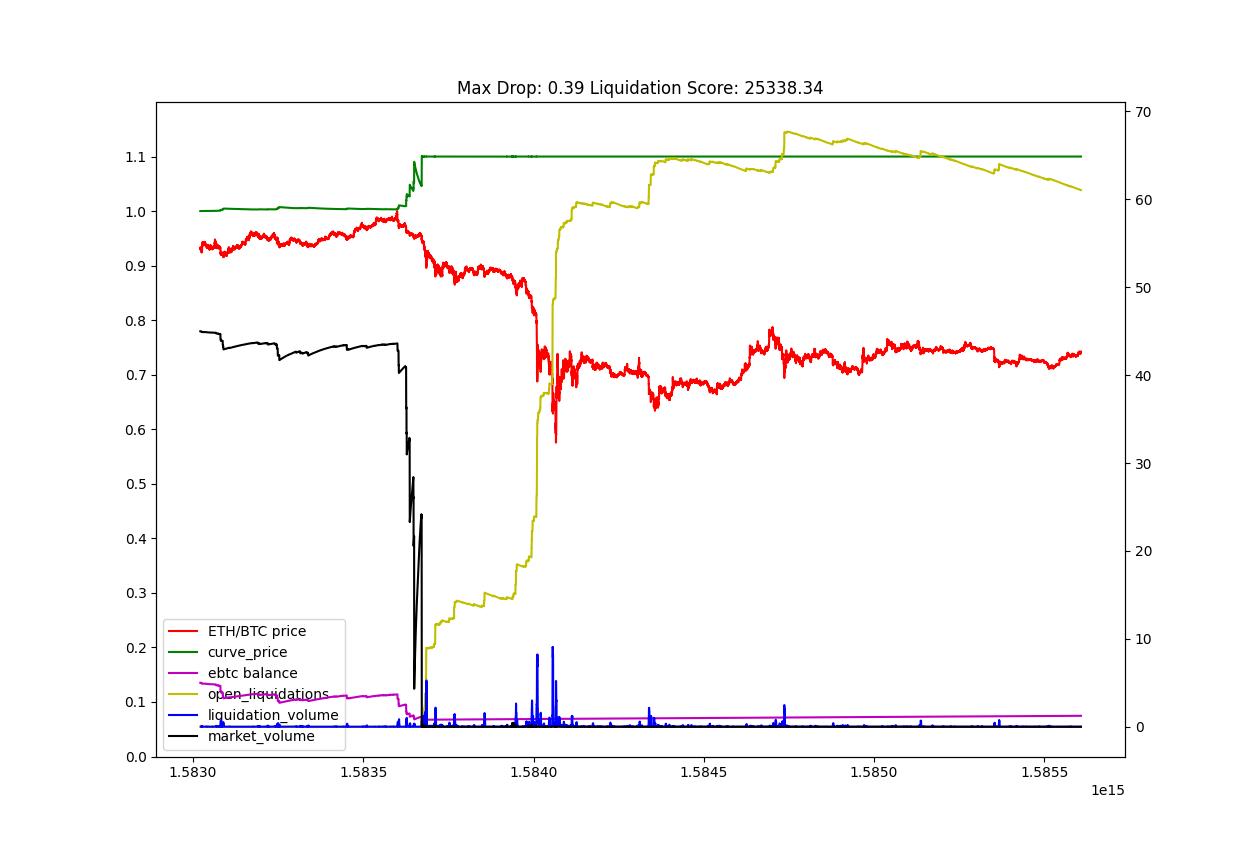 Max Drop: 0.39 Liquidation Score: 25338.34
1.1
1.0
0.9
0.8
0.7
0.6
0.5
0.4
0.3
0.2
0.1
0.0
70
60
50
40
30
20
10
0
ETH/BTC price
curve_price
ebtc balance
open_liquidations
liquidation_volume
market_volume
1.5830 1.5835 1.5840 1.5845 1.5850 1.5855
1e15